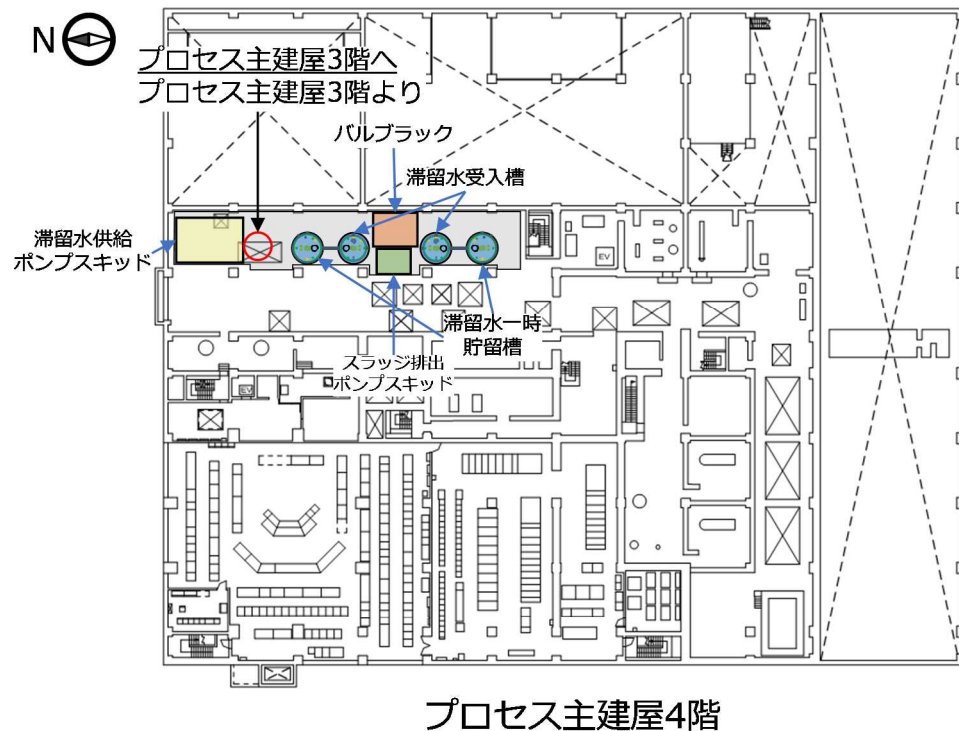 N
プロセス主建屋3階へ
プロセス主建屋3階より
バルブラック
滞留水受入槽
滞留水供給
ポンプスキッド
EV
滞留水一時
貯留槽
スラッジ排出
ポンプスキッド
EV
プロセス主建屋4階